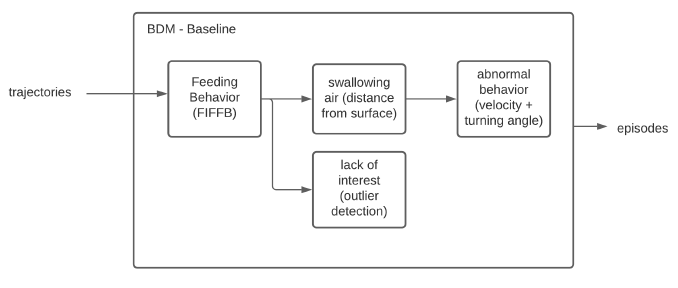 BDM - Baseline
trajectories
Feeding
Behavior
(FIFFB)
swallowing
air (distance
from surface)
abnormal
behavior
(velocity +
turning angle)
lack of
interest
(outlier
detection)
episodes